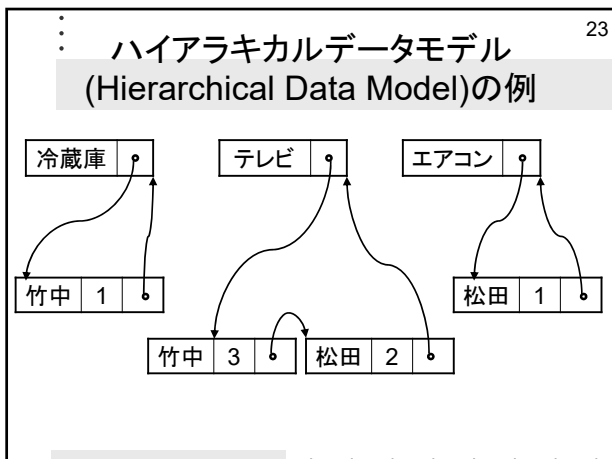 23
ハイアラキカルデータモデル
(Hierarchical Data Model)の例
冷蔵庫 テレビ エアコン
竹中 1 松田 1
竹中 3 松田 2